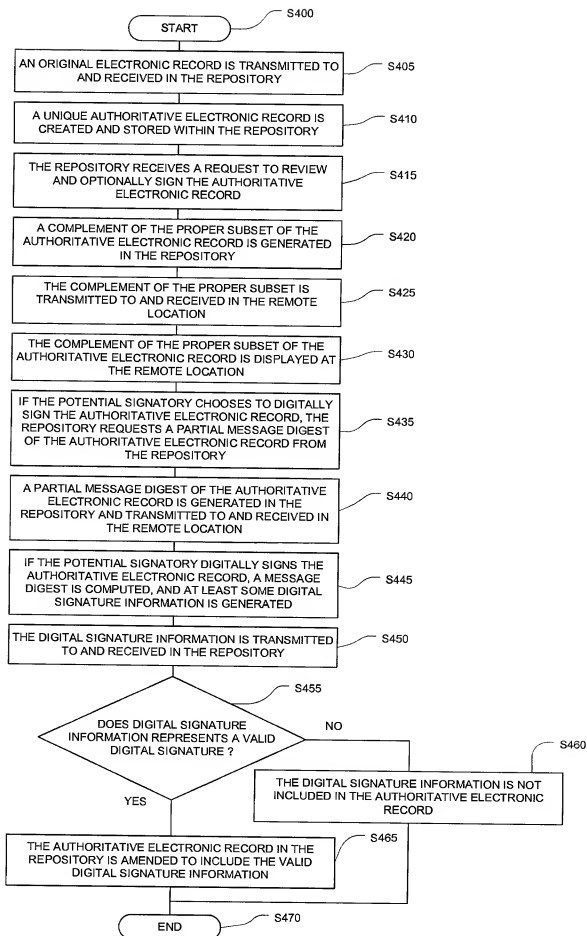 START
S400
AN ORIGINAL ELECTRONIC RECORD IS TRANSMITTED TO
AND RECEIVED IN THE REPOSITORY
S405
A UNIQUE AUTHORITATIVE ELECTRONIC RECORD IS
CREATED AND STORED WITHIN THE REPOSITORY
S410
THE REPOSITORY RECEIVES A REQUEST TO REVIEW
AND OPTIONALLY SIGN THE AUTHORITATIVE
ELECTRONIC RECORD
S415
A COMPLEMENT OF THE PROPER SUBSET OF THE
AUTHORITATIVE ELECTRONIC RECORD IS GENERATED
IN THE REPOSITORY
S420
THE COMPLEMENT OF THE PROPER SUBSET IS
TRANSMITTED TO AND RECEIVED IN THE REMOTE
LOCATION
S425
THE COMPLEMENT OF THE PROPER SUBSET OF THE
AUTHORITATIVE ELECTRONIC RECORD IS DISPLAYED AT
THE REMOTE LOCATION
S430
IF THE POTENTIAL SIGNATORY CHOOSES TO DIGITALLY
SIGN THE AUTHORITATIVE ELECTRONIC RECORD, THE
REPOSITORY REQUESTS A PARTIAL MESSAGE DIGEST
OF THE AUTHORITATIVE ELECTRONIC RECORD FROM
THE REPOSITORY
S435
A PARTIAL MESSAGE DIGEST OF THE AUTHORITATIVE
ELECTRONIC RECORD IS GENERATED IN THE
REPOSITORY AND TRANSMITTED TO AND RECEIVED IN
THE REMOTE LOCATION
S440
IF THE POTENTIAL SIGNATORY DIGITALLY SIGNS THE
AUTHORITATIVE ELECTRONIC RECORD, A MESSAGE
DIGEST IS COMPUTED, AND AT LEAST SOME DIGITAL
SIGNATURE INFORMATION IS GENERATED
S445
THE DIGITAL SIGNATURE INFORMATION IS TRANSMITTED
TO AND RECEIVED IN THE REPOSITORY
S450
S455
DOES DIGITAL SIGNATURE
INFORMATION REPRESENTS A VALID
DIGITAL SIGNATURE ?
NO
S460
THE DIGITAL SIGNATURE INFORMATION IS NOT
INCLUDED IN THE AUTHORITATIVE ELECTRONIC
RECORD
YES
S465
THE AUTHORITATIVE ELECTRONIC RECORD IN THE
REPOSITORY IS AMENDED TO INCLUDE THE VALID
DIGITAL SIGNATURE INFORMATION
END
S470